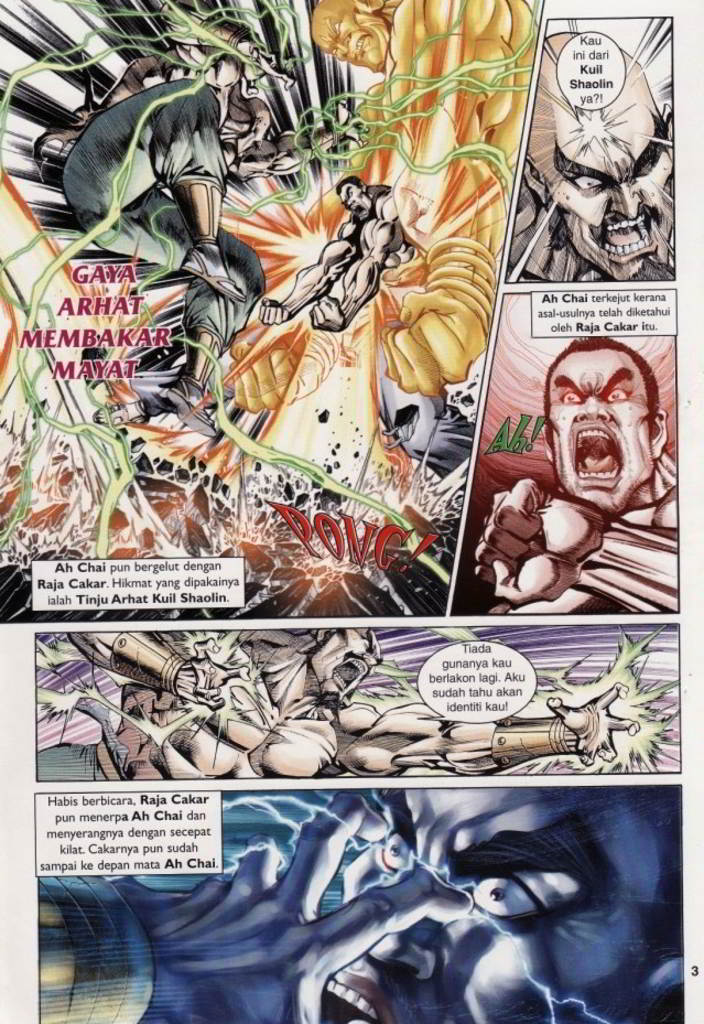 GAYA
ARHAT
MEMBAKAR
MAYAT
PONG!
Ah Chai pun bergelut dengan
Raja Cakar. Hikmat yang dipakainya
ialah Tinju Arhat Kuil Shaolin.
Kau
ini dari
Kuil
Shaolin
ya?!
Ah Chai terkejut kerana
asal-usulnya telah diketahui
oleh Raja Cakar itu.
Ah!
Tiada
gunanya kau
berlakon lagi. Aku
sudah tahu akan
identiti kau!
Habis berbicara, Raja Cakar
pun menerpa Ah Chai dan
menyerangnya dengan secepat
kilat. Cakarnya pun sudah
sampai ke depan mata Ah Chai.
3